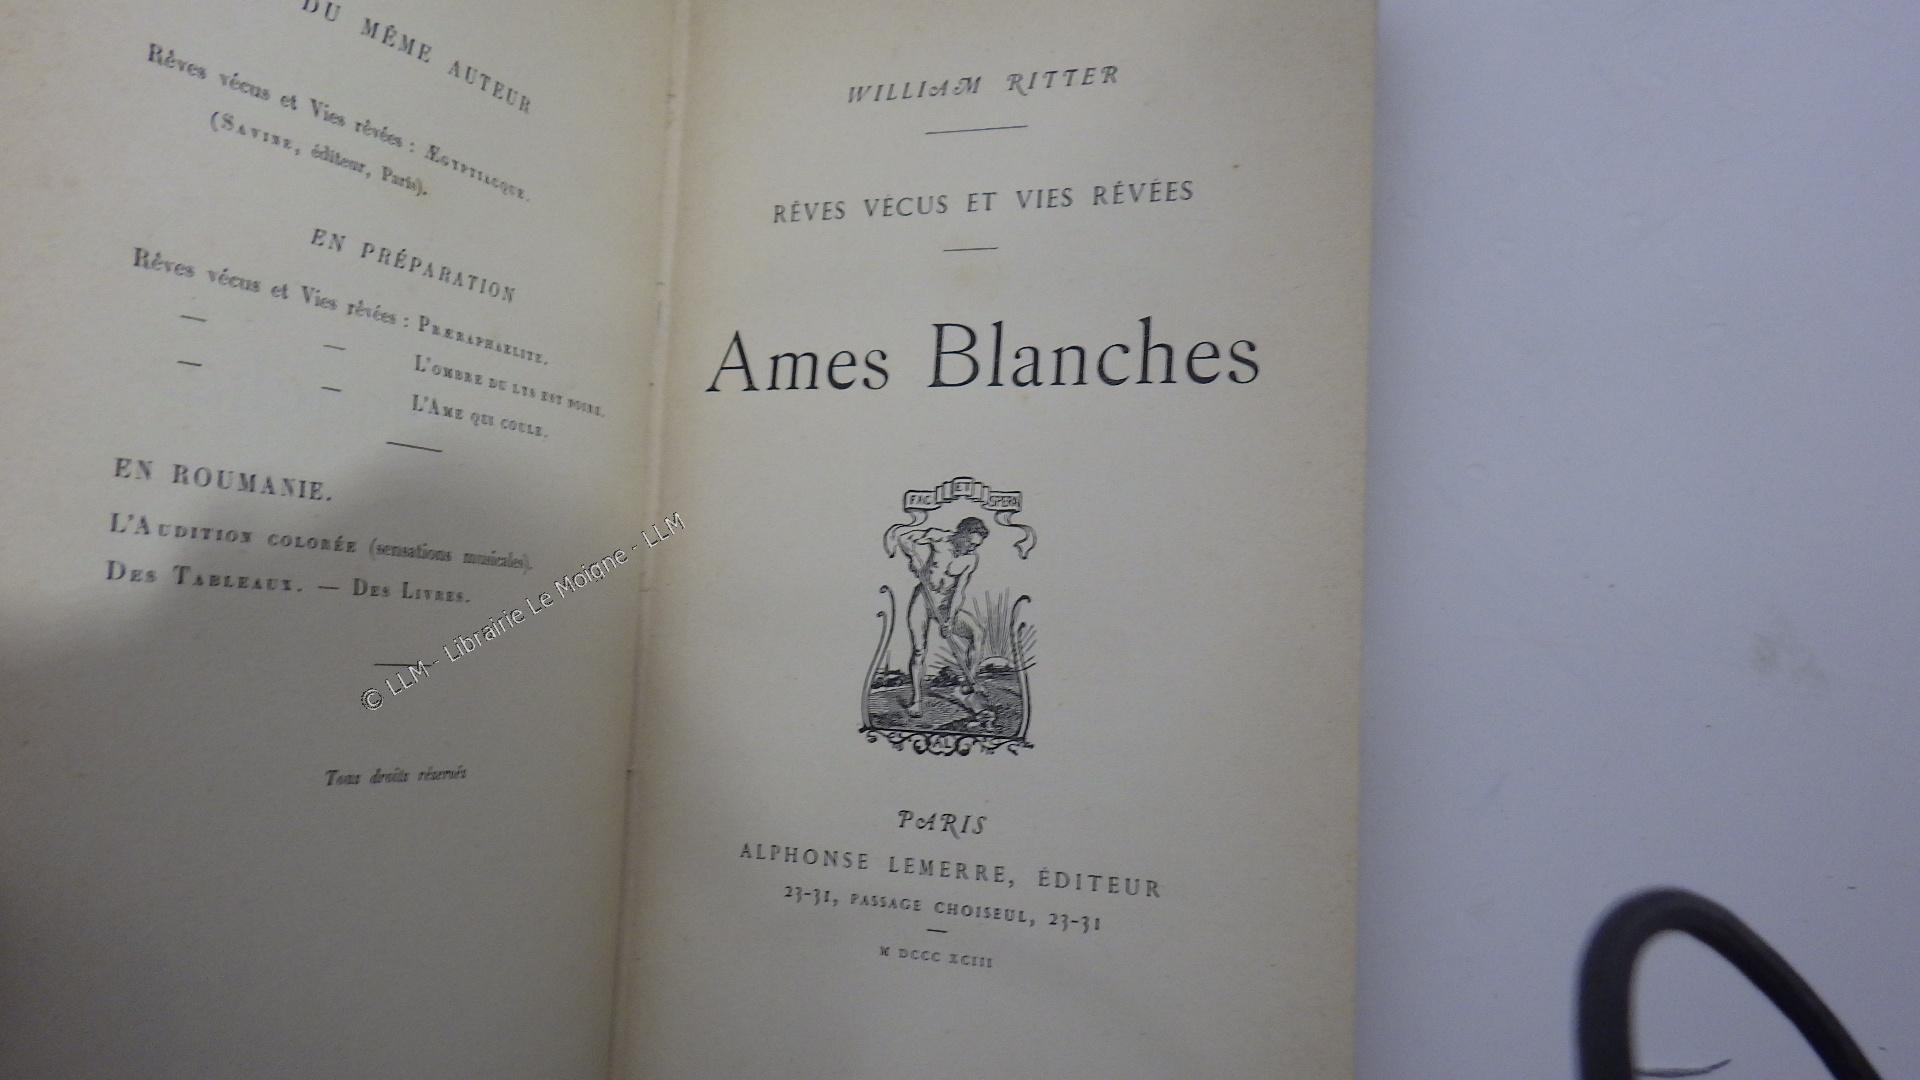 DU MÊME AUTEUR
Rêves vécus et Vies rêvées : ÆGYPTIACQUE.
(SAVINE, éditeur, Paris).
EN PRÉPARATION
Rêves vécus et Vies rêvées : PRÆRAPHAELITE.
— — L'OMBRE DU LYS EST NOIRE.
— — L'AME QUI COULE.
EN ROUMANIE.
L'AUDITION COLORÉE (sensations musicales).
DES TABLEAUX. — DES LIVRES.
Tous droits réservés
© LLM - Librairie Le Moigne - LLM
WILLIAM RITTER
RÊVES VÉCUS ET VIES RÊVÉES
Ames Blanches
FAC ET SPERA
AL
PARIS
ALPHONSE LEMERRE, ÉDITEUR
23-31, PASSAGE CHOISEUL, 23-31
M DCCC XCIII